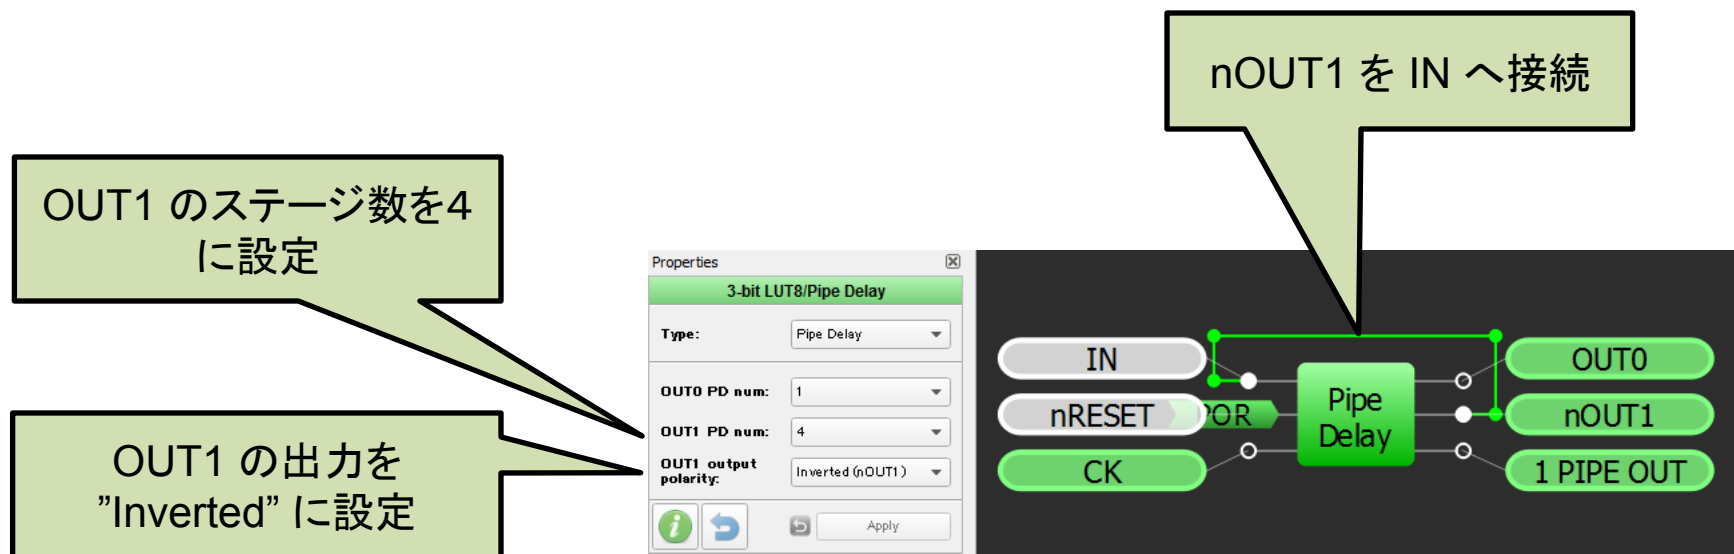 nOUT1 を IN へ接続
OUT1 のステージ数を4
に設定
OUT1 の出力を
”Inverted” に設定
Properties
3-bit LUT8/Pipe Delay
Type:
Pipe Delay
OUT0 PD num:
1
OUT1 PD num:
4
OUT1 output
polarity:
Inverted (nOUT1)
Apply
IN
nRESET
POR
CK
Pipe
Delay
OUT0
nOUT1
1 PIPE OUT